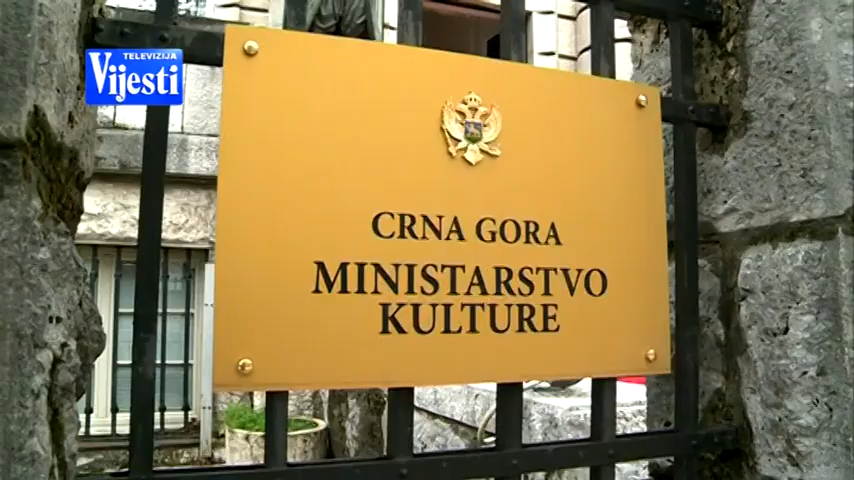 TELEVIZIJA
Vijesti
CRNA GORA
MINISTARSTVO
KULTURE